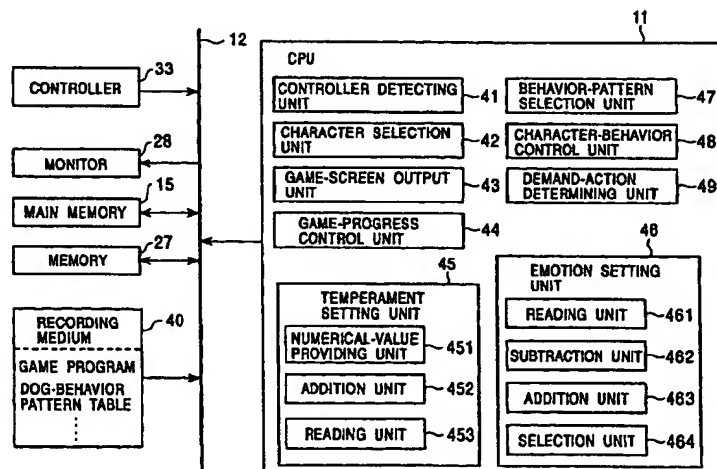 12
11
33
CONTROLLER
28
MONITOR
15
MAIN MEMORY
27
MEMORY
40
RECORDING
MEDIUM
GAME PROGRAM
DOG-BEHAVIOR
PATTERN TABLE
CPU
CONTROLLER DETECTING
UNIT
41
CHARACTER SELECTION
UNIT
42
GAME-SCREEN OUTPUT
UNIT
43
GAME-PROGRESS
CONTROL UNIT
44
BEHAVIOR-PATTERN
SELECTION UNIT
47
CHARACTER-BEHAVIOR
CONTROL UNIT
48
DEMAND-ACTION
DETERMINING UNIT
49
45
TEMPERAMENT
SETTING UNIT
NUMERICAL-VALUE
PROVIDING UNIT
451
ADDITION UNIT
452
READING UNIT
453
46
EMOTION SETTING
UNIT
READING UNIT
461
SUBTRACTION UNIT
462
ADDITION UNIT
463
SELECTION UNIT
464